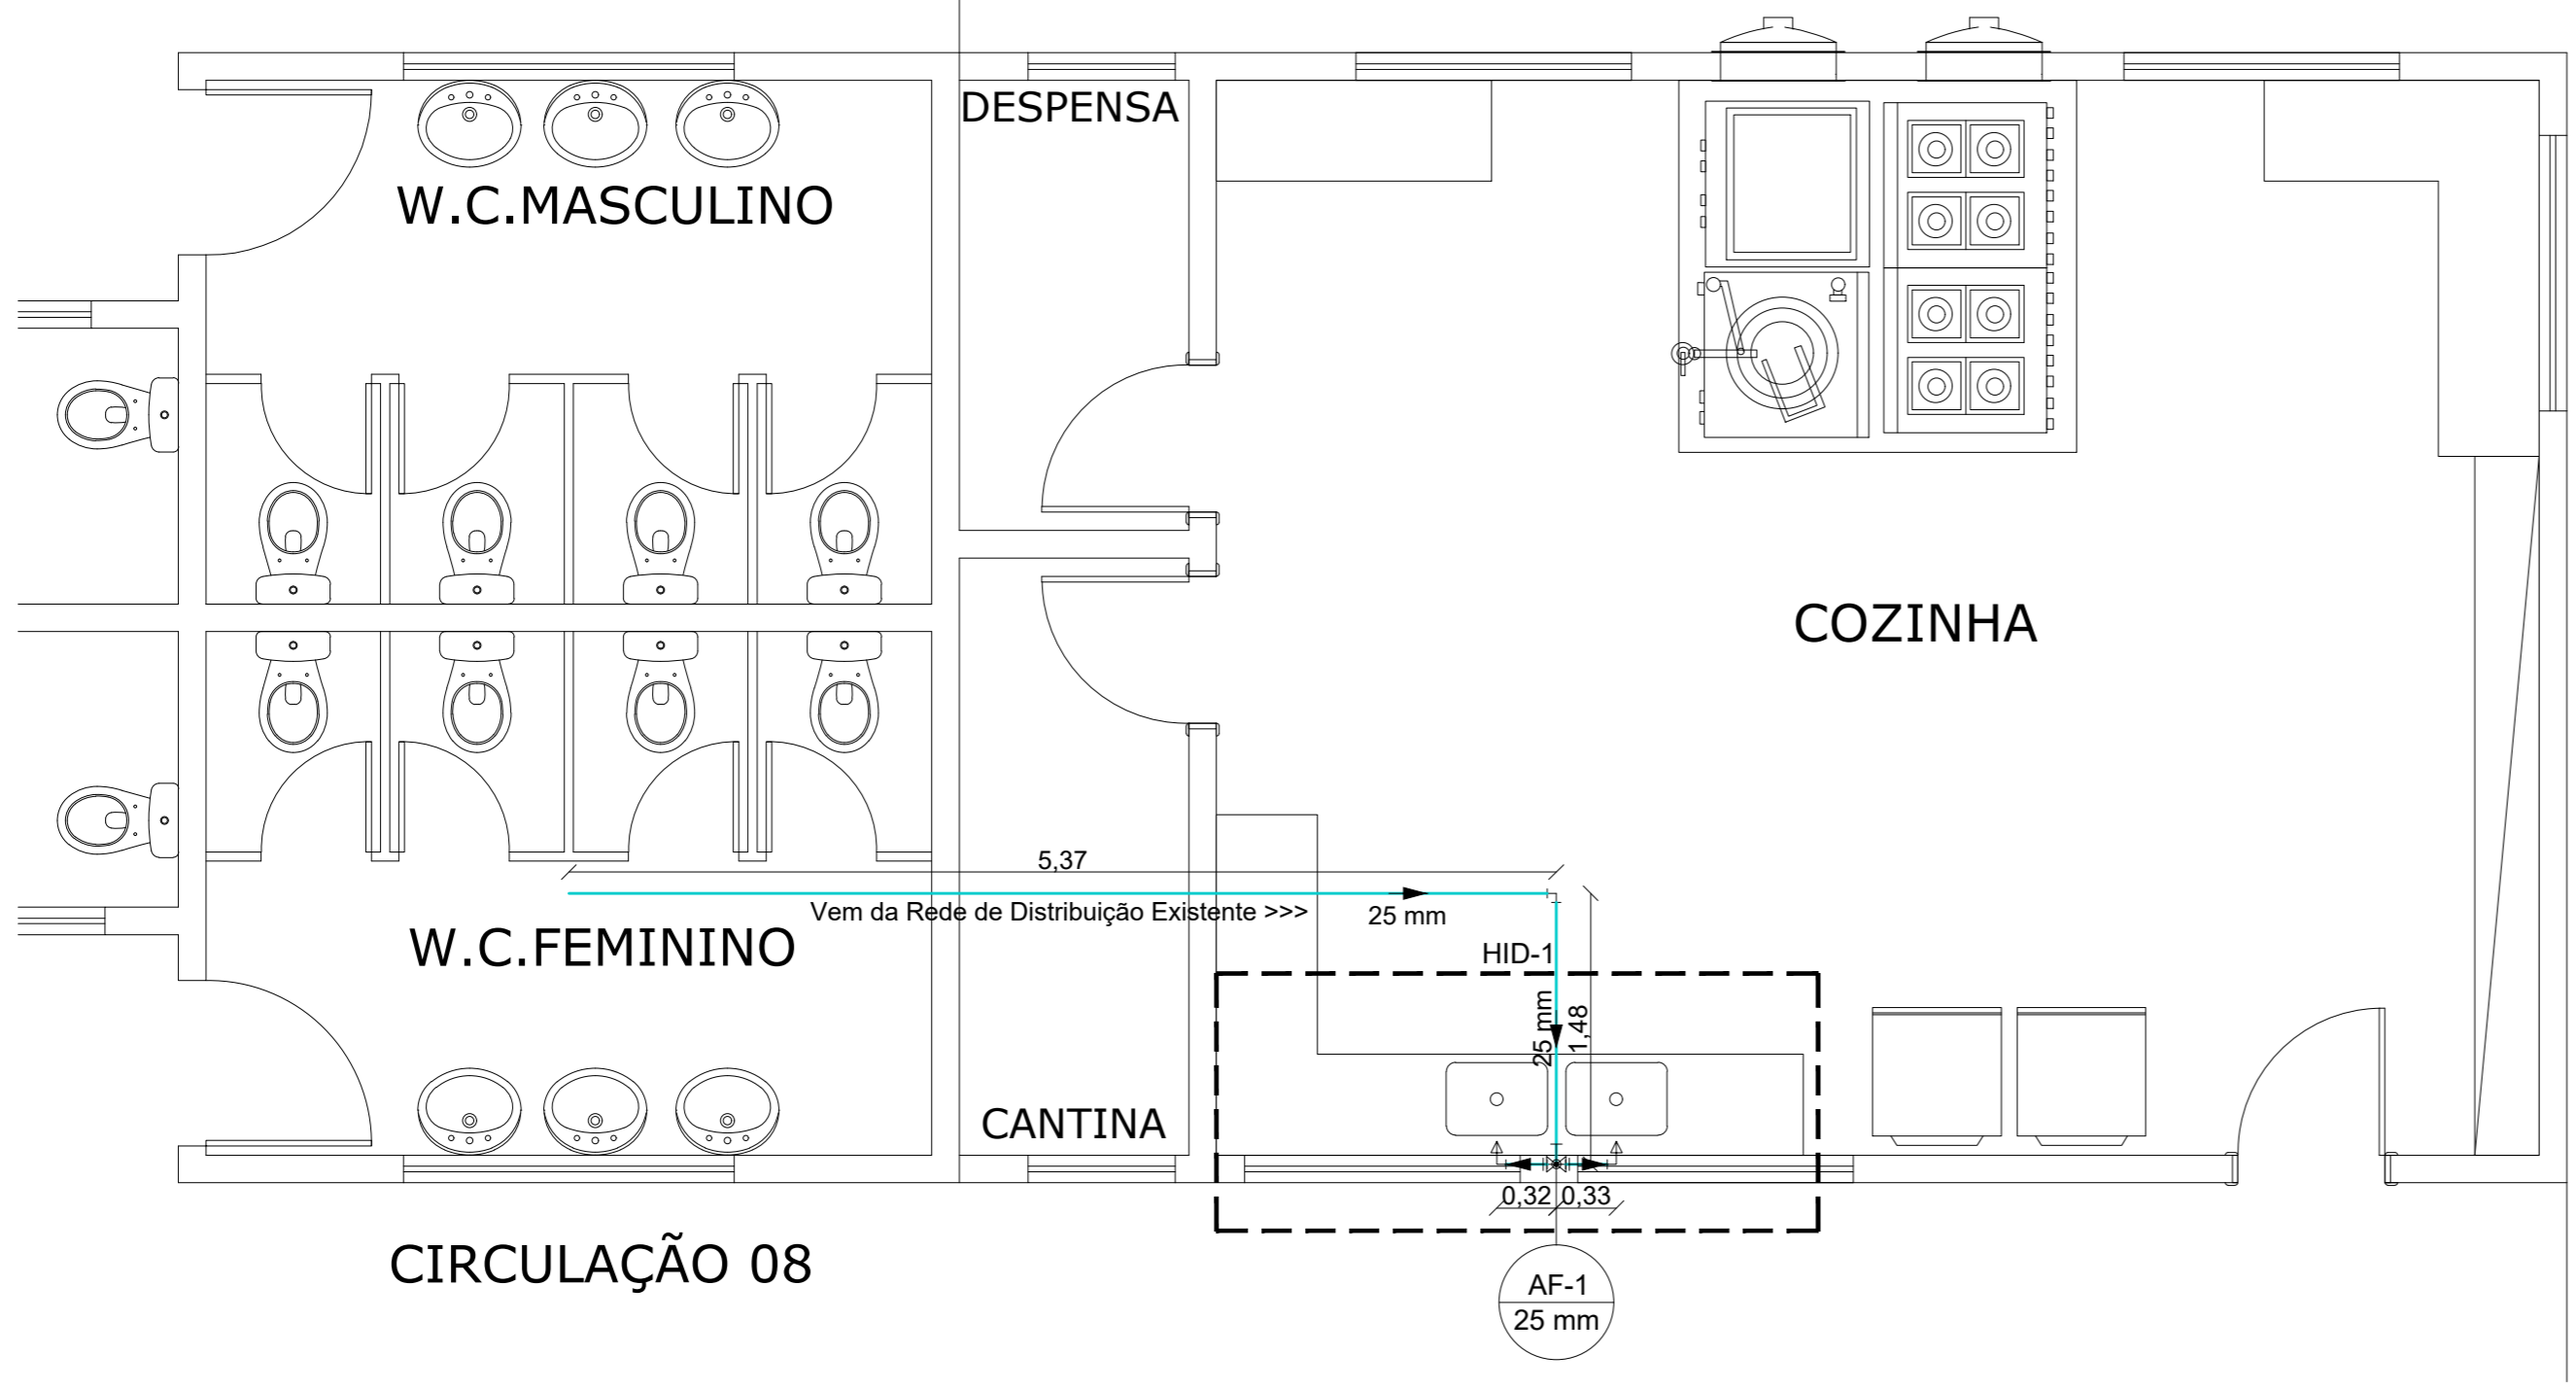 DESPENSA
W.C.MASCULINO
COZINHA
5,37
Vem da Rede de Distribuição Existente >>>
25 mm
W.C.FEMININO
HID-1
25 mm
1,48
CANTINA
0,32
0,33
CIRCULAÇÃO 08
AF-1
25 mm